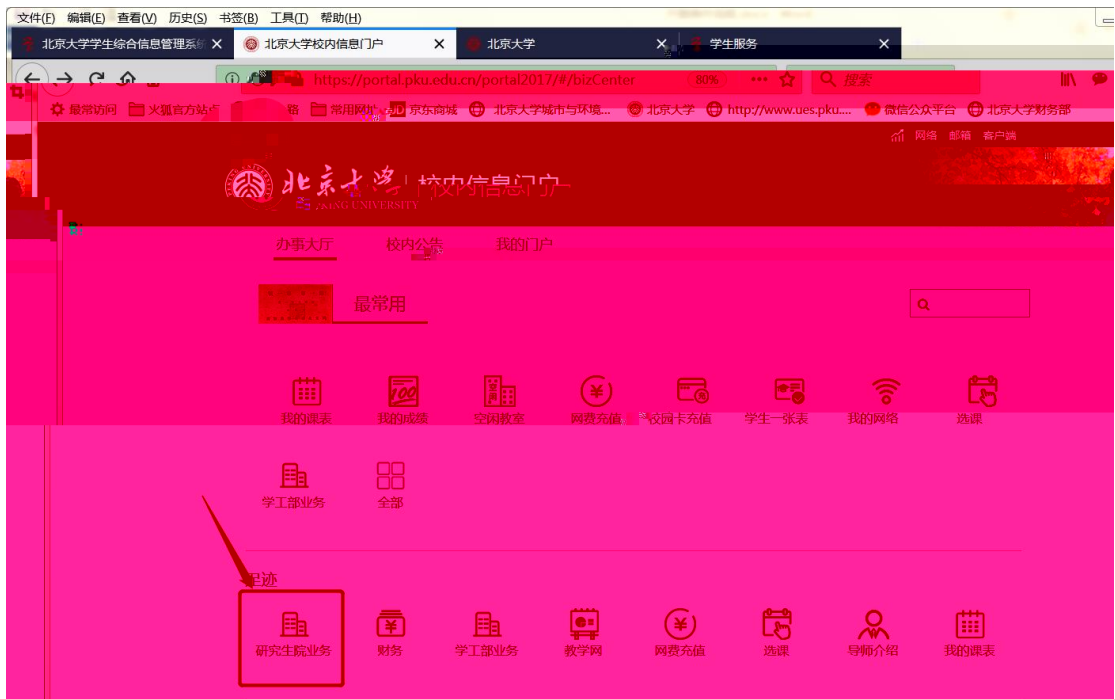 文件(F) 编辑(E) 查看(V) 历史(S) 书签(B) 工具(T) 帮助(H)
北京大学学生综合信息管理系统 北京大学校内信息门户 北京大学 学生服务
https://portal.pku.edu.cn/portal2017/#/bizCenter 80% 搜索
最常访问 火狐官方站点 常用网址 京东商城 北京大学城市与环境... 北京大学 http://www.ues.pku.... 微信公众平台 北京大学财务部
网络 邮箱 客户端
北京大学 校内信息门户
PEKING UNIVERSITY
办事大厅 校内公告 我的门户
最常用
我的课表 我的成绩 空闲教室 网费充值 校园卡充值 学生一张表 我的网络 选课
学工部业务 全部
足迹
研究生院业务 财务 学工部业务 教学网 网费充值 选课 导师介绍 我的课表